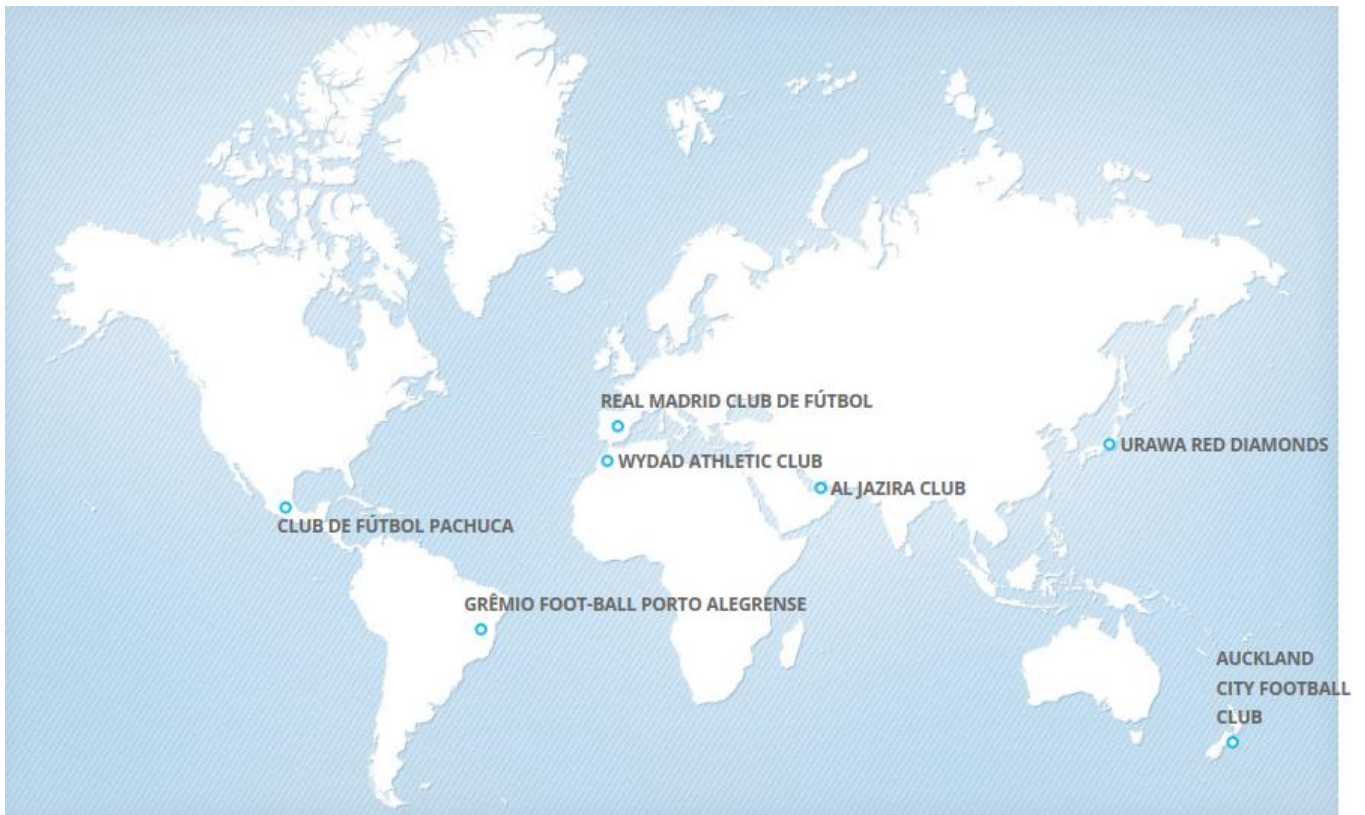 REAL MADRID CLUB DE FÚTBOL
URAWA RED DIAMONDS
WYDAD ATHLETIC CLUB
AL JAZIRA CLUB
CLUB DE FÚTBOL PACHUCA
GRÊMIO FOOT-BALL PORTO ALEGRENSE
AUCKLAND
CITY FOOTBALL
CLUB